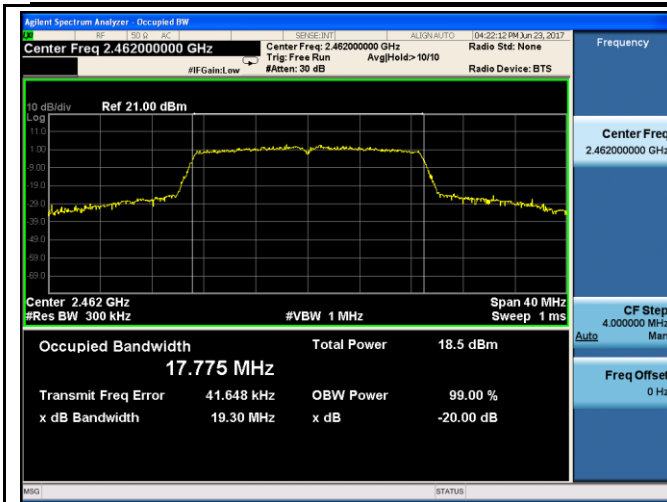 Agilent Spectrum Analyzer - Occupied BW
RF 50 Ω AC SENSE:INT ALIGNAUTO 04:22:12 PM Jun 23, 2017
Center Freq 2.462000000 GHz
Center Freq: 2.462000000 GHz
Radio Std: None
Trig: Free Run Avg|Hold:>10/10
#IFGain:Low #Atten: 30 dB Radio Device: BTS
Frequency
10 dB/div Ref 21.00 dBm
Log
11.0
1.00
-9.00
-19.0
-29.0
-39.0
-49.0
-59.0
-69.0
Center 2.462 GHz Span 40 MHz
#Res BW 300 kHz #VBW 1 MHz Sweep 1 ms
Occupied Bandwidth Total Power 18.5 dBm
17.775 MHz
Transmit Freq Error 41.648 kHz OBW Power 99.00 %
x dB Bandwidth 19.30 MHz x dB -20.00 dB
Center Freq
2.462000000 GHz
CF Step
4.000000 MHz
Auto Man
Freq Offset
0 Hz
MSG STATUS